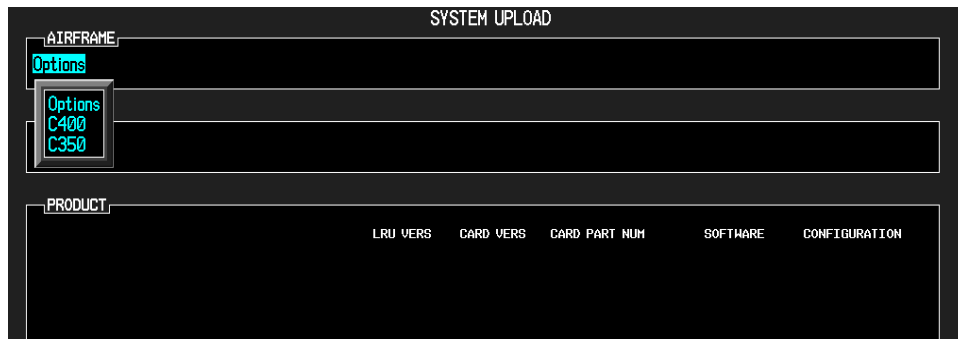 SYSTEM UPLOAD
AIRFRAME
Options
Options
C400
C350
PRODUCT
LRU VERS CARD VERS CARD PART NUM SOFTWARE CONFIGURATION